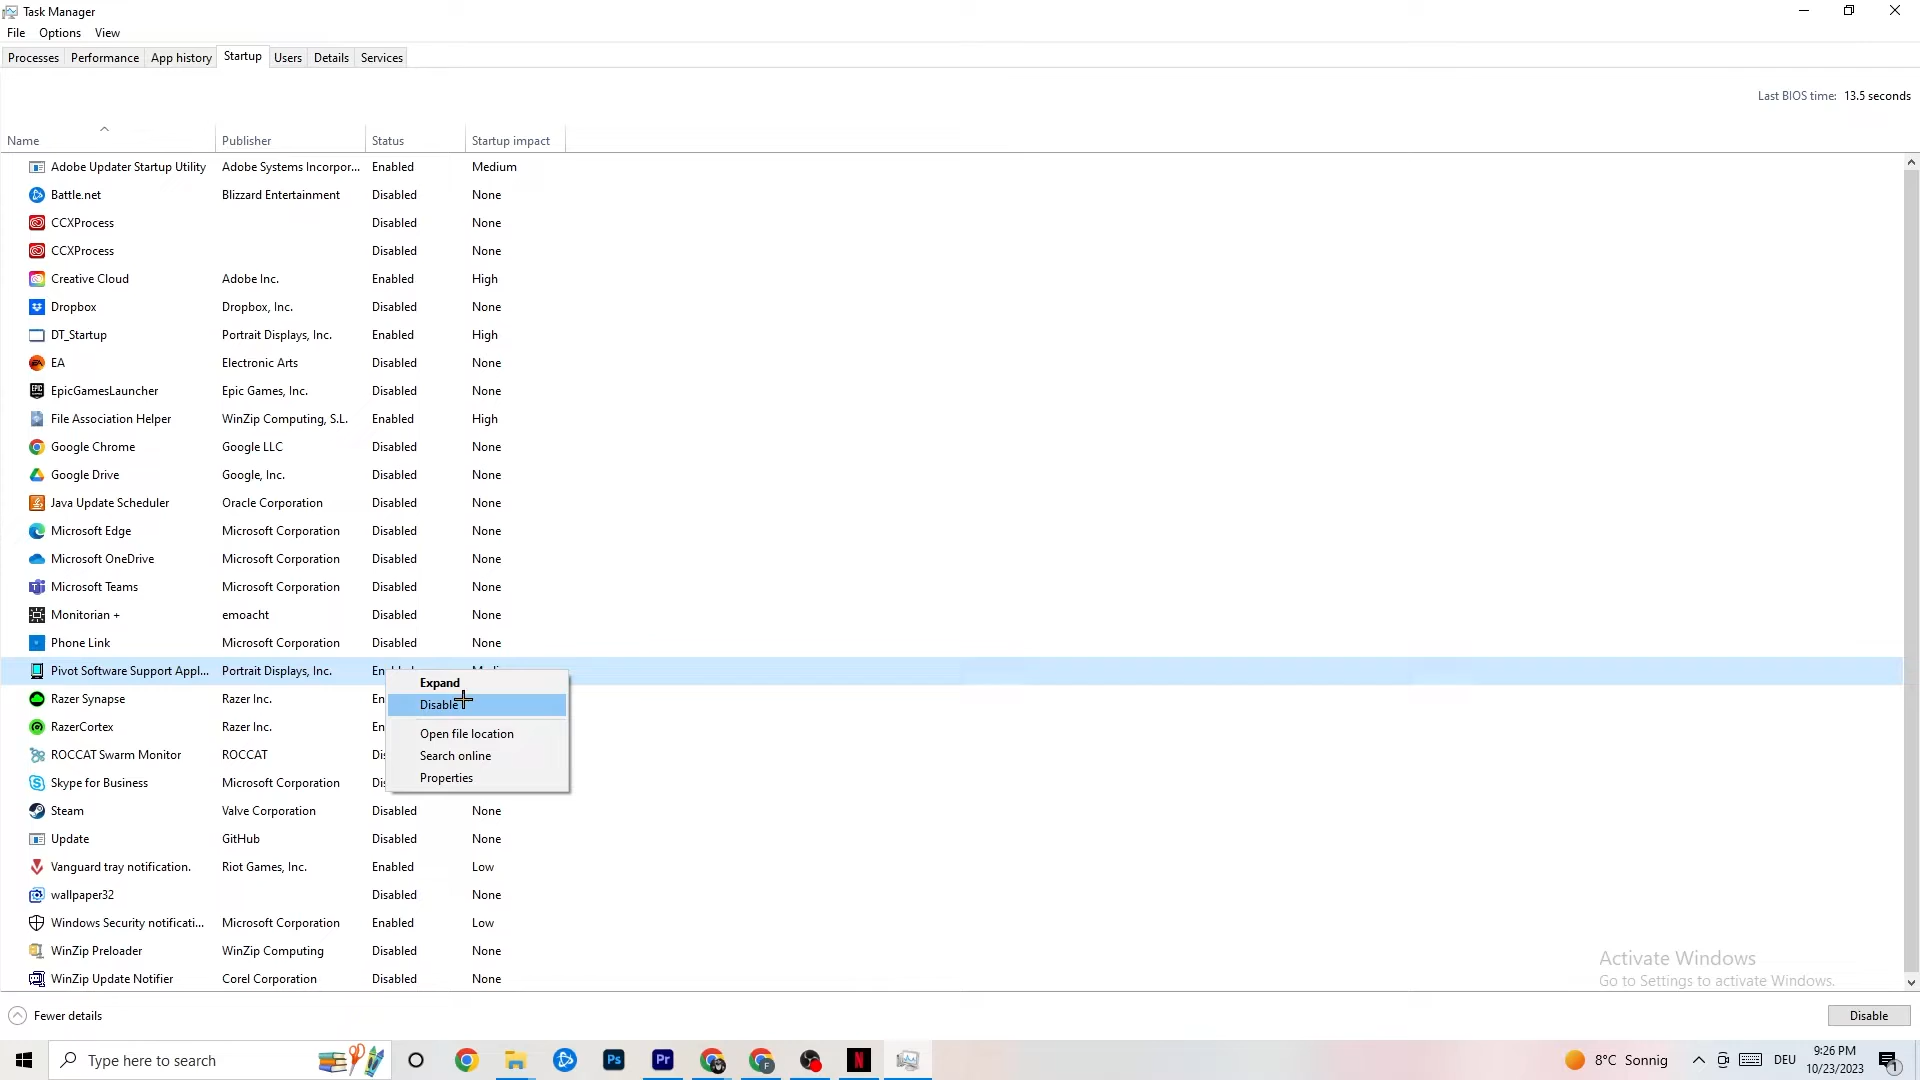 Task Manager
File Options View
Processes Performance App history Startup Users Details Services
Last BIOS time: 13.5 seconds
Name Publisher Status Startup impact
Adobe Updater Startup Utility Adobe Systems Incorpor... Enabled Medium
Battle.net Blizzard Entertainment Disabled None
CCXProcess Disabled None
CCXProcess Disabled None
Creative Cloud Adobe Inc. Enabled High
Dropbox Dropbox, Inc. Disabled None
DT_Startup Portrait Displays, Inc. Enabled High
EA Electronic Arts Disabled None
EpicGamesLauncher Epic Games, Inc. Disabled None
File Association Helper WinZip Computing, S.L. Enabled High
Google Chrome Google LLC Disabled None
Google Drive Google, Inc. Disabled None
Java Update Scheduler Oracle Corporation Disabled None
Microsoft Edge Microsoft Corporation Disabled None
Microsoft OneDrive Microsoft Corporation Disabled None
Microsoft Teams Microsoft Corporation Disabled None
Monitorian + emoacht Disabled None
Phone Link Microsoft Corporation Disabled None
Pivot Software Support Appl... Portrait Displays, Inc.
Expand
Razer Synapse Razer Inc. En
Disable
RazerCortex Razer Inc. En
Open file location
ROCCAT Swarm Monitor ROCCAT Dis
Search online
Skype for Business Microsoft Corporation Dis
Properties
Steam Valve Corporation Disabled None
Update GitHub Disabled None
Vanguard tray notification. Riot Games, Inc. Enabled Low
wallpaper32 Disabled None
Windows Security notificati... Microsoft Corporation Enabled Low
WinZip Preloader WinZip Computing Disabled None
WinZip Update Notifier Corel Corporation Disabled None
Activate Windows
Go to Settings to activate Windows.
Fewer details Disable
Type here to search Ps Pr F N 8°C Sonnig DEU 9:26 PM
10/23/2023 1